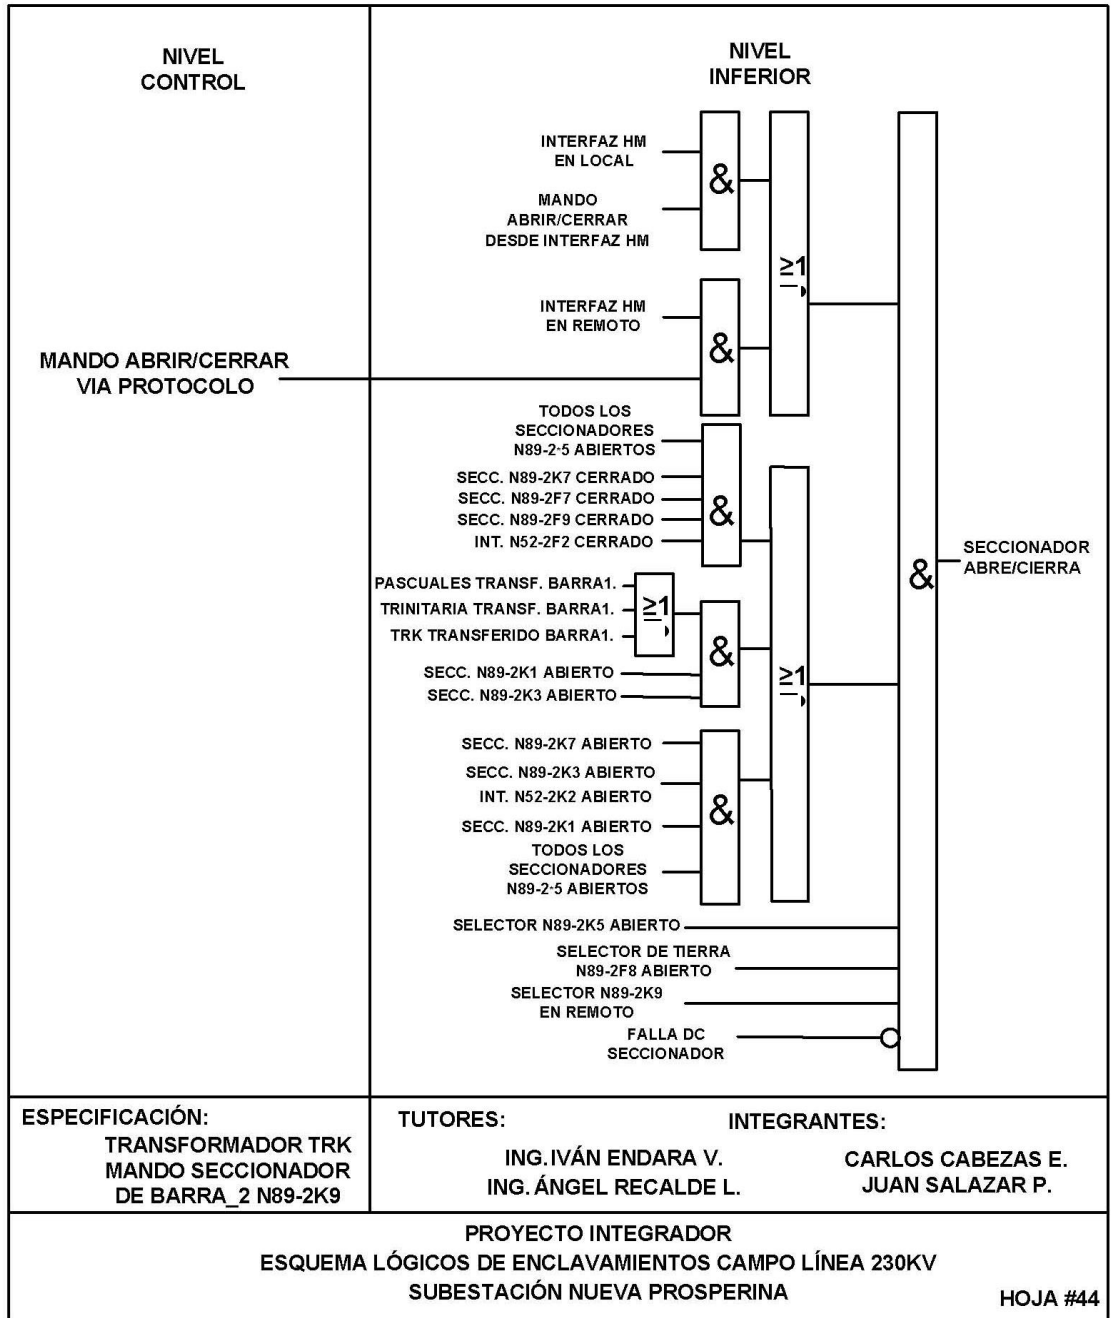 NIVEL
CONTROL
NIVEL
INFERIOR
INTERFAZ HM
EN LOCAL
MANDO
ABRIR/CERRAR
DESDE INTERFAZ HM
&
≥1
INTERFAZ HM
EN REMOTO
&
MANDO ABRIR/CERRAR
VIA PROTOCOLO
TODOS LOS
SECCIONADORES
N89-2*5 ABIERTOS
SECC. N89-2K7 CERRADO
SECC. N89-2F7 CERRADO
SECC. N89-2F9 CERRADO
INT. N52-2F2 CERRADO
&
PASCUALES TRANSF. BARRA1.
TRINITARIA TRANSF. BARRA1.
TRK TRANSFERIDO BARRA1.
≥1
SECC. N89-2K1 ABIERTO
SECC. N89-2K3 ABIERTO
&
≥1
SECC. N89-2K7 ABIERTO
SECC. N89-2K3 ABIERTO
INT. N52-2K2 ABIERTO
SECC. N89-2K1 ABIERTO
TODOS LOS
SECCIONADORES
N89-2*5 ABIERTOS
&
SELECTOR N89-2K5 ABIERTO
SELECTOR DE TIERRA
N89-2F8 ABIERTO
SELECTOR N89-2K9
EN REMOTO
FALLA DC
SECCIONADOR
&
SECCIONADOR
ABRE/CIERRA
ESPECIFICACIÓN:
TRANSFORMADOR TRK
MANDO SECCIONADOR
DE BARRA_2 N89-2K9
TUTORES:
ING. IVÁN ENDARA V.
ING. ÁNGEL RECALDE L.
INTEGRANTES:
CARLOS CABEZAS E.
JUAN SALAZAR P.
PROYECTO INTEGRADOR
ESQUEMA LÓGICOS DE ENCLAVAMIENTOS CAMPO LÍNEA 230KV
SUBESTACIÓN NUEVA PROSPERINA
HOJA #44